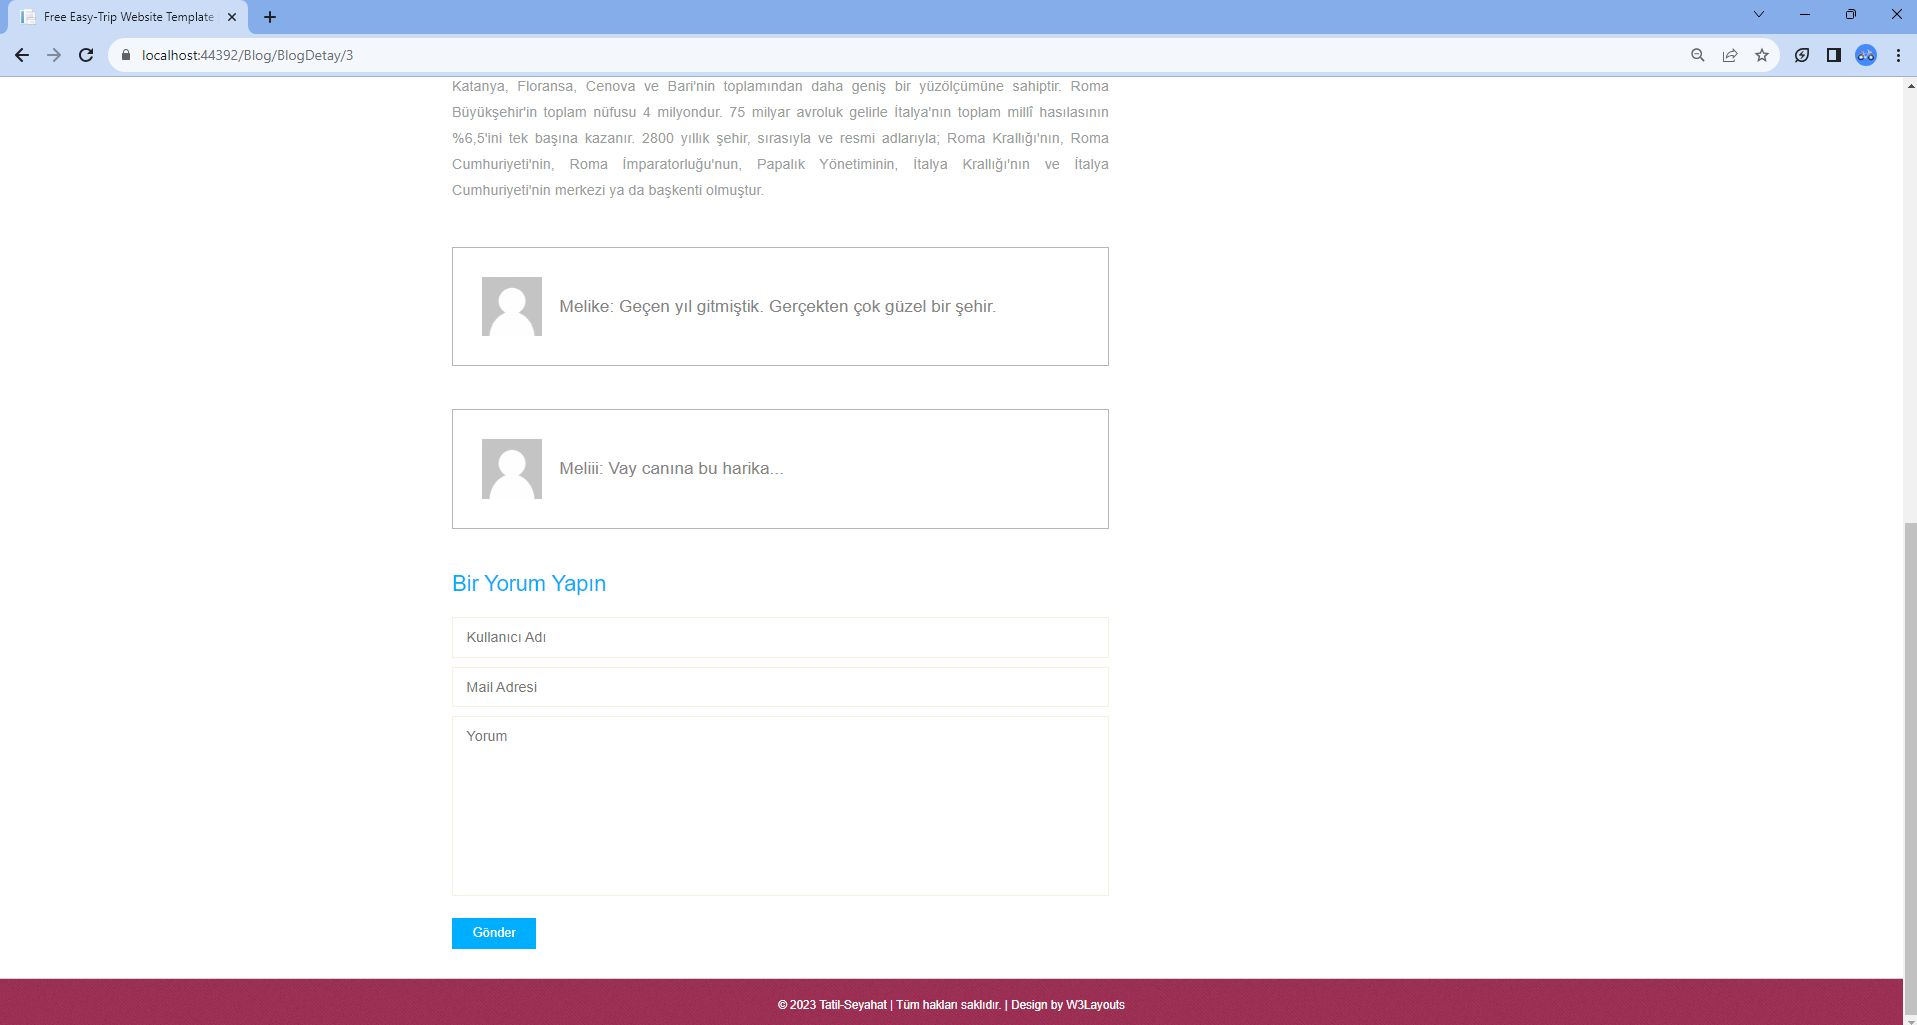 Free Easy-Trip Website Template
localhost:44392/Blog/BlogDetay/3
Katanya, Floransa, Cenova ve Bari'nin toplamından daha geniş bir yüzölçümüne sahiptir. Roma
Büyükşehir'in toplam nüfusu 4 milyondur. 75 milyar avroluk gelirle İtalya'nın toplam millî hasılasının
%6,5'ini tek başına kazanır. 2800 yıllık şehir, sırasıyla ve resmi adlarıyla; Roma Krallığı'nın, Roma
Cumhuriyeti'nin, Roma İmparatorluğu'nun, Papalık Yönetiminin, İtalya Krallığı'nın ve İtalya
Cumhuriyeti'nin merkezi ya da başkenti olmuştur.
Melike: Geçen yıl gitmiştik. Gerçekten çok güzel bir şehir.
Meliii: Vay canına bu harika...
Bir Yorum Yapın
Kullanıcı Adı
Mail Adresi
Yorum
Gönder
© 2023 Tatil-Seyahat | Tüm hakları saklıdır. | Design by W3Layouts